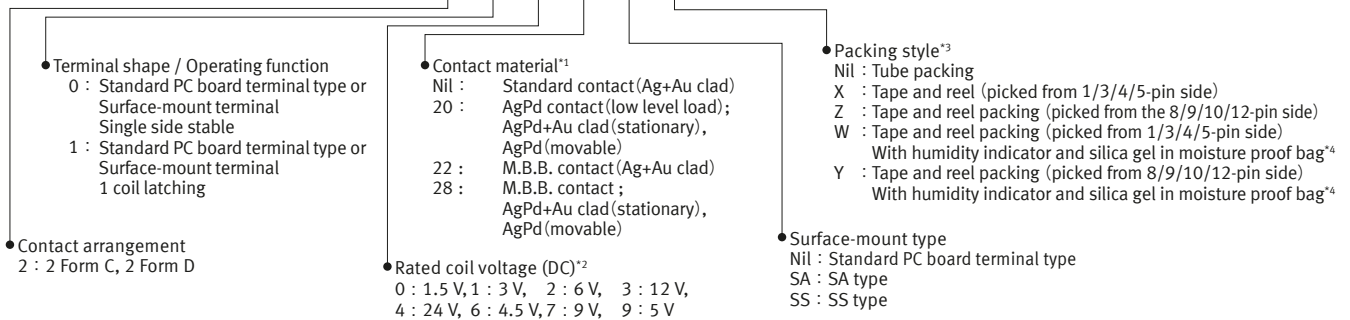 Terminal shape / Operating function
0 : Standard PC board terminal type or
Surface-mount terminal
Single side stable
1 : Standard PC board terminal type or
Surface-mount terminal
1 coil latching
Contact arrangement
2 : 2 Form C, 2 Form D
Contact material*1
Nil : Standard contact (Ag+Au clad)
20 : AgPd contact (low level load) ;
AgPd+Au clad (stationary),
AgPd (movable)
22 : M.B.B. contact (Ag+Au clad)
28 : M.B.B. contact ;
AgPd+Au clad (stationary),
AgPd (movable)
Rated coil voltage (DC)*2
0 : 1.5 V, 1 : 3 V, 2 : 6 V, 3 : 12 V,
4 : 24 V, 6 : 4.5 V, 7 : 9 V, 9 : 5 V
Packing style*3
Nil : Tube packing
X : Tape and reel (picked from 1/3/4/5-pin side)
Z : Tape and reel packing (picked from the 8/9/10/12-pin side)
W : Tape and reel packing (picked from 1/3/4/5-pin side)
With humidity indicator and silica gel in moisture proof bag*4
Y : Tape and reel packing (picked from 8/9/10/12-pin side)
With humidity indicator and silica gel in moisture proof bag*4
Surface-mount type
Nil : Standard PC board terminal type
SA : SA type
SS : SS type